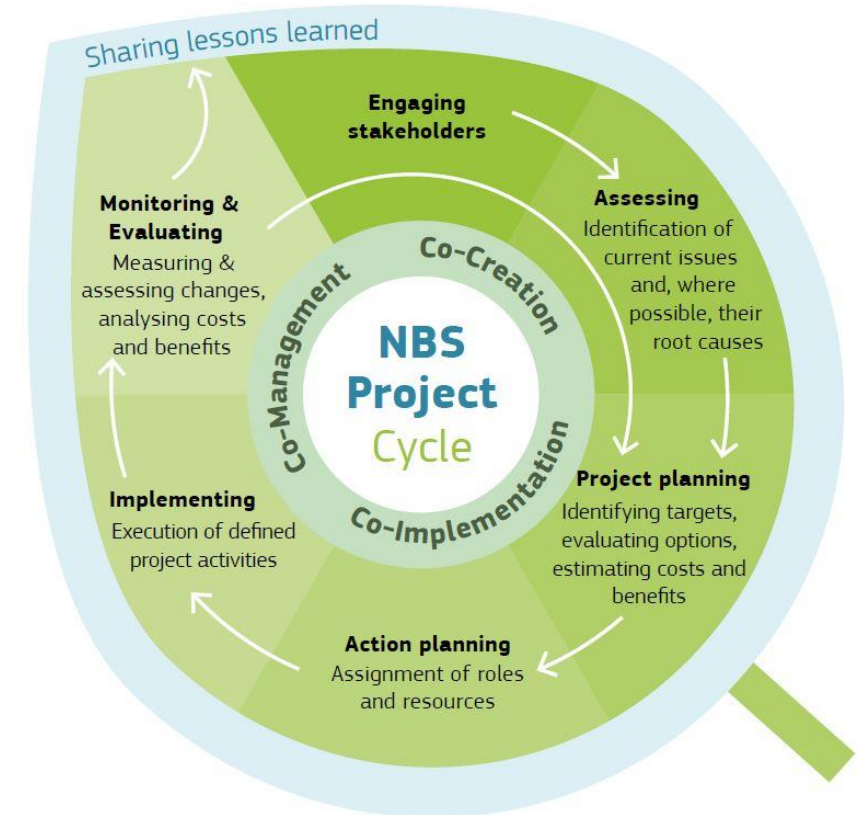 Sharing lessons learned
Engaging
stakeholders
Assessing
Identification of
current issues
and, where
possible, their
root causes
Project planning
Identifying targets,
evaluating options,
estimating costs and
benefits
Action planning
Assignment of roles
and resources
Implementing
Execution of defined
project activities
Monitoring &
Evaluating
Measuring &
assessing changes,
analysing costs
and benefits
Co-Creation
Co-Implementation
Co-Management
NBS
Project
Cycle